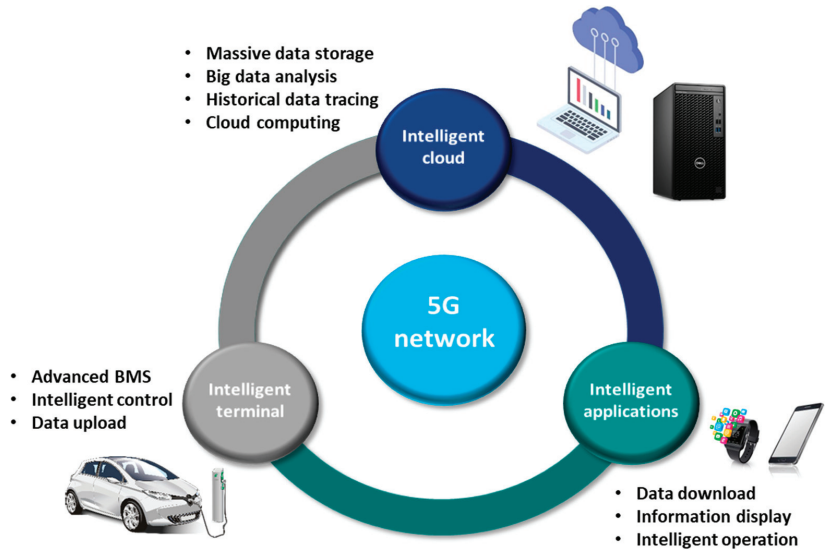 • Massive data storage
• Big data analysis
• Historical data tracing
• Cloud computing
Intelligent
cloud
DELL
5G
network
• Advanced BMS
• Intelligent control
• Data upload
Intelligent
terminal
Intelligent
applications
• Data download
• Information display
• Intelligent operation